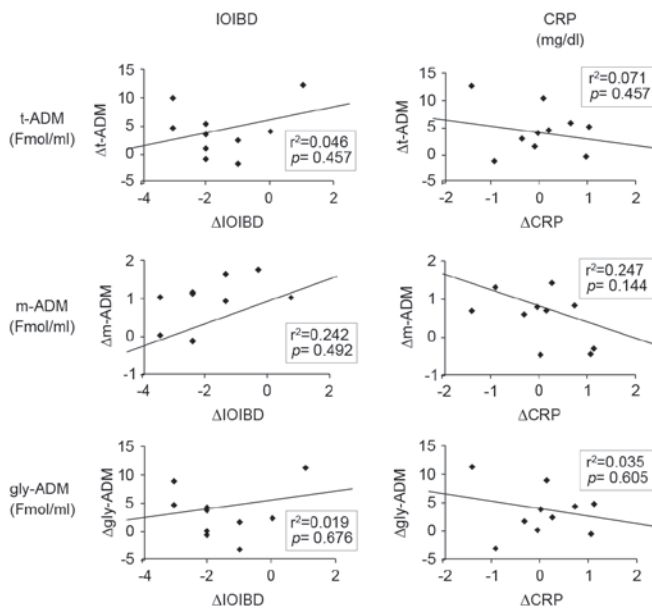 IOIBD
CRP
(mg/dl)
t-ADM
(Fmol/ml)
Δt-ADM
15
10
5
0
-5
r²=0.046
p= 0.457
-4 -2 0 2
ΔIOIBD
Δt-ADM
15
10
5
0
-5
r²=0.071
p= 0.457
-2 -1 0 1 2
ΔCRP
m-ADM
(Fmol/ml)
Δm-ADM
2
1
0
-1
r²=0.242
p= 0.492
-4 -2 0 2
ΔIOIBD
Δm-ADM
2
1
0
-1
r²=0.247
p= 0.144
-2 -1 0 1 2
ΔCRP
gly-ADM
(Fmol/ml)
Δgly-ADM
15
10
5
0
-5
r²=0.019
p= 0.676
-4 -2 0 2
ΔIOIBD
Δgly-ADM
15
10
5
0
-5
r²=0.035
p= 0.605
-2 -1 0 1 2
ΔCRP